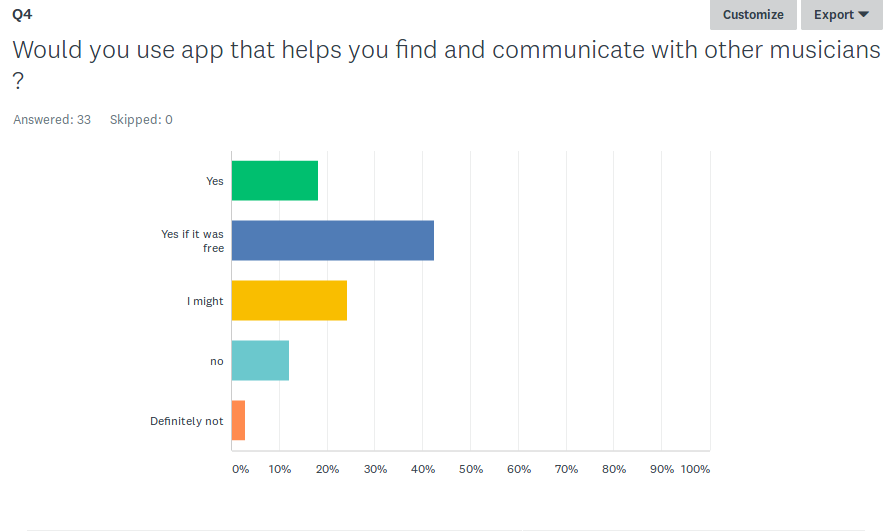 Q4
Customize
Export
Would you use app that helps you find and communicate with other musicians
?
Answered: 33 Skipped: 0
Yes
Yes if it was
free
I might
no
Definitely not
0% 10% 20% 30% 40% 50% 60% 70% 80% 90% 100%